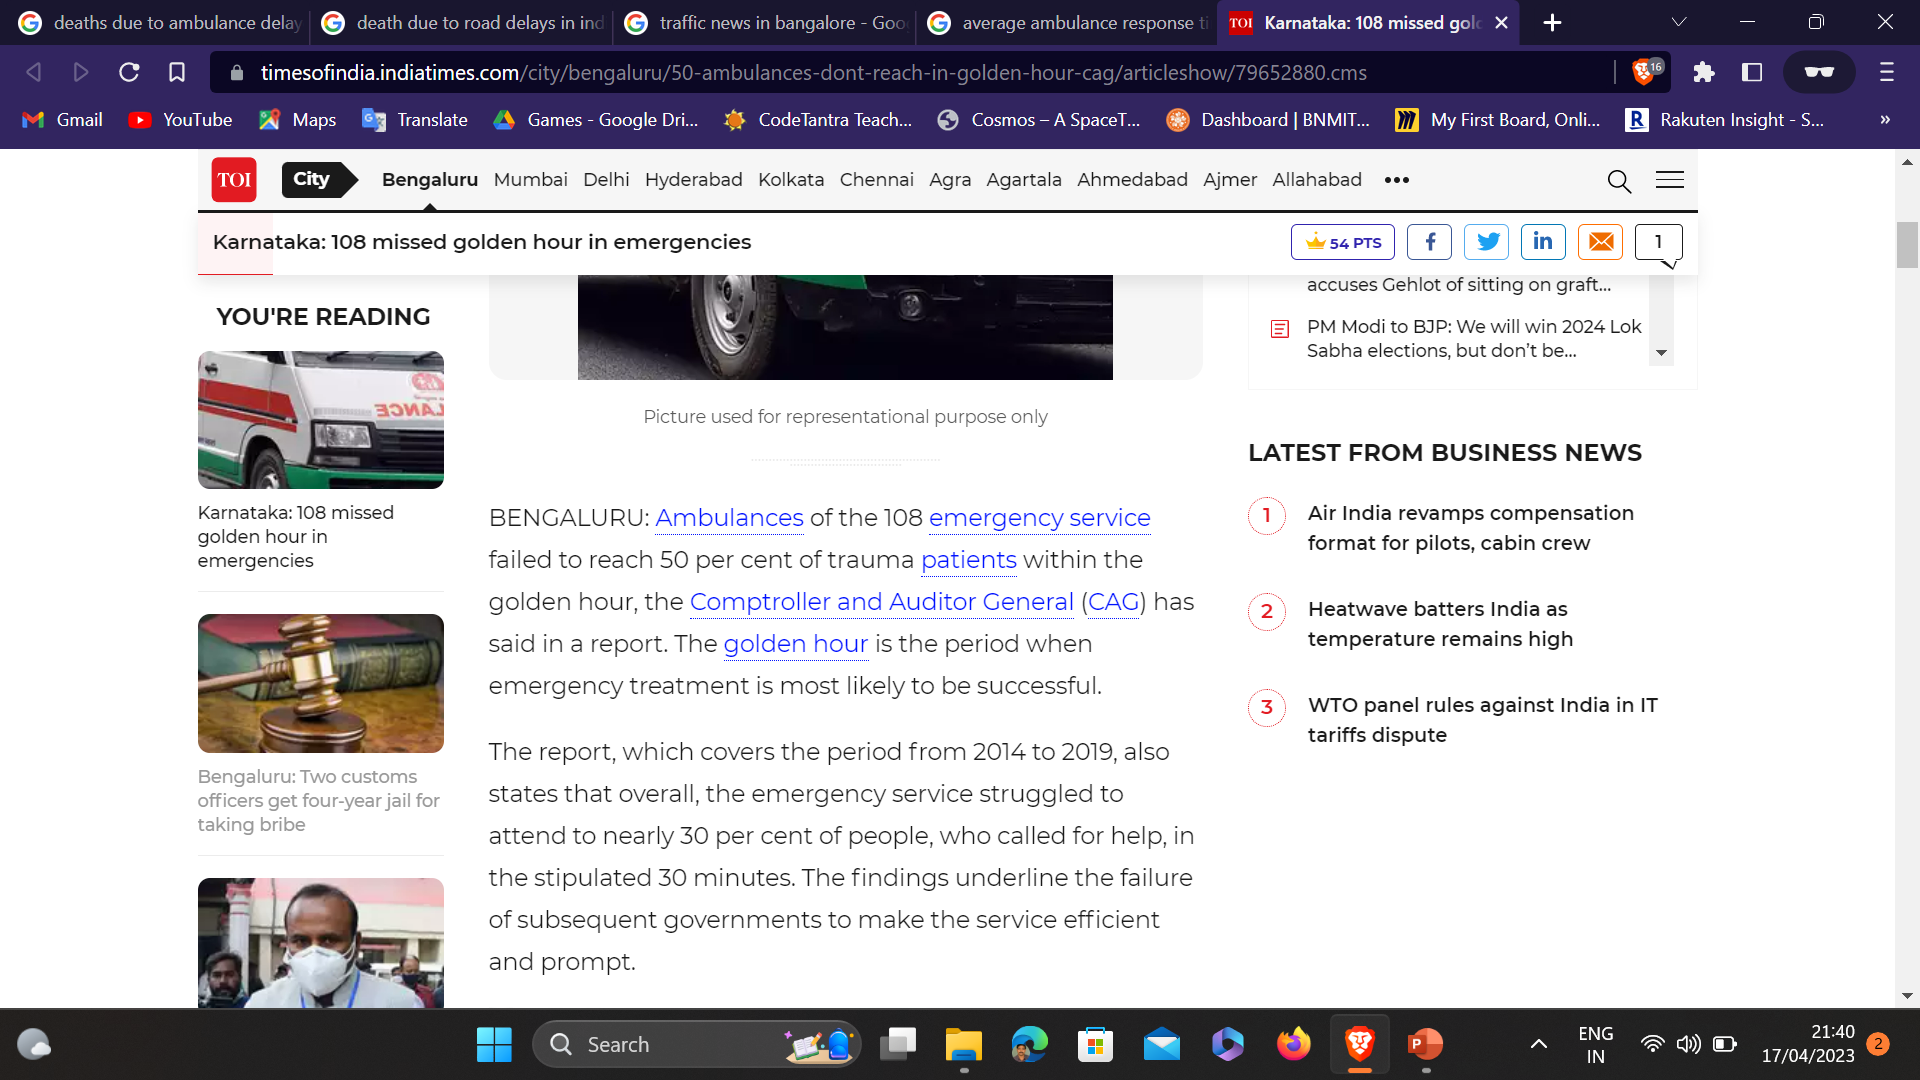 deaths due to ambulance delay
death due to road delays in ind
traffic news in bangalore - Goo
average ambulance response ti
TOI
Karnataka: 108 missed gol
timesofindia.indiatimes.com/city/bengaluru/50-ambulances-dont-reach-in-golden-hour-cag/articleshow/79652880.cms
16
Gmail
YouTube
Maps
Translate
Games - Google Dri...
CodeTantra Teach...
Cosmos – A SpaceT...
Dashboard | BNMIT...
My First Board, Onli...
R
Rakuten Insight - S...
»
TOI
City
Bengaluru Mumbai Delhi Hyderabad Kolkata Chennai Agra Agartala Ahmedabad Ajmer Allahabad •••
Karnataka: 108 missed golden hour in emergencies
54 PTS
f
in
1
YOU'RE READING
Karnataka: 108 missed
golden hour in
emergencies
Bengaluru: Two customs
officers get four-year jail for
taking bribe
Picture used for representational purpose only
BENGALURU: Ambulances of the 108 emergency service
failed to reach 50 per cent of trauma patients within the
golden hour, the Comptroller and Auditor General (CAG) has
said in a report. The golden hour is the period when
emergency treatment is most likely to be successful.
The report, which covers the period from 2014 to 2019, also
states that overall, the emergency service struggled to
attend to nearly 30 per cent of people, who called for help, in
the stipulated 30 minutes. The findings underline the failure
of subsequent governments to make the service efficient
and prompt.
accuses Gehlot of sitting on graft...
PM Modi to BJP: We will win 2024 Lok
Sabha elections, but don’t be...
LATEST FROM BUSINESS NEWS
1
Air India revamps compensation
format for pilots, cabin crew
2
Heatwave batters India as
temperature remains high
3
WTO panel rules against India in IT
tariffs dispute
Search
P
ENG
IN
21:40
17/04/2023
2